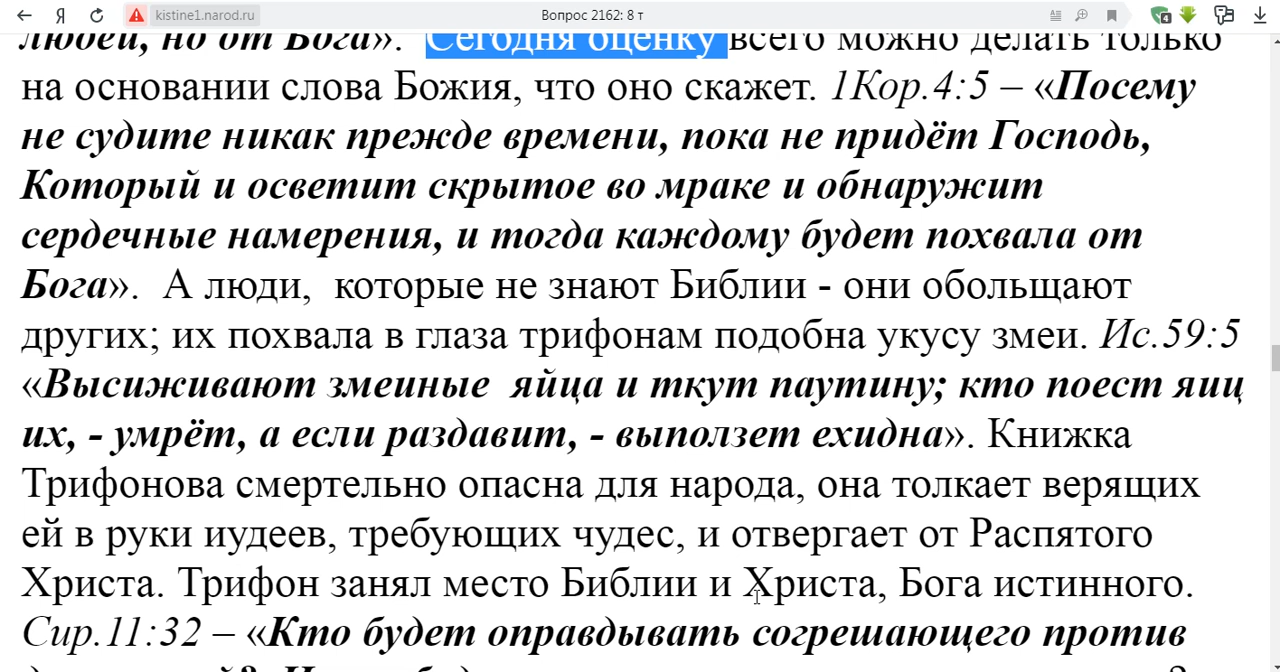 kistine1.narod.ru
Вопрос 2162: 8 т
людей, но от Бога». Сегодня оценку всего можно делать только
на основании слова Божия, что оно скажет. 1Кор.4:5 – «Посему
не судите никак прежде времени, пока не придёт Господь,
Который и осветит скрытое во мраке и обнаружит
сердечные намерения, и тогда каждому будет похвала от
Бога». А люди, которые не знают Библии - они обольщают
других; их похвала в глаза трифонам подобна укусу змеи. Ис.59:5
«Высиживают змеиные яйца и ткут паутину; кто поест яиц
их, - умрёт, а если раздавит, - выползет ехидна». Книжка
Трифонова смертельно опасна для народа, она толкает верящих
ей в руки иудеев, требующих чудес, и отвергает от Распятого
Христа. Трифон занял место Библии и Христа, Бога истинного.
Сир.11:32 – «Кто будет оправдывать согрешающего против